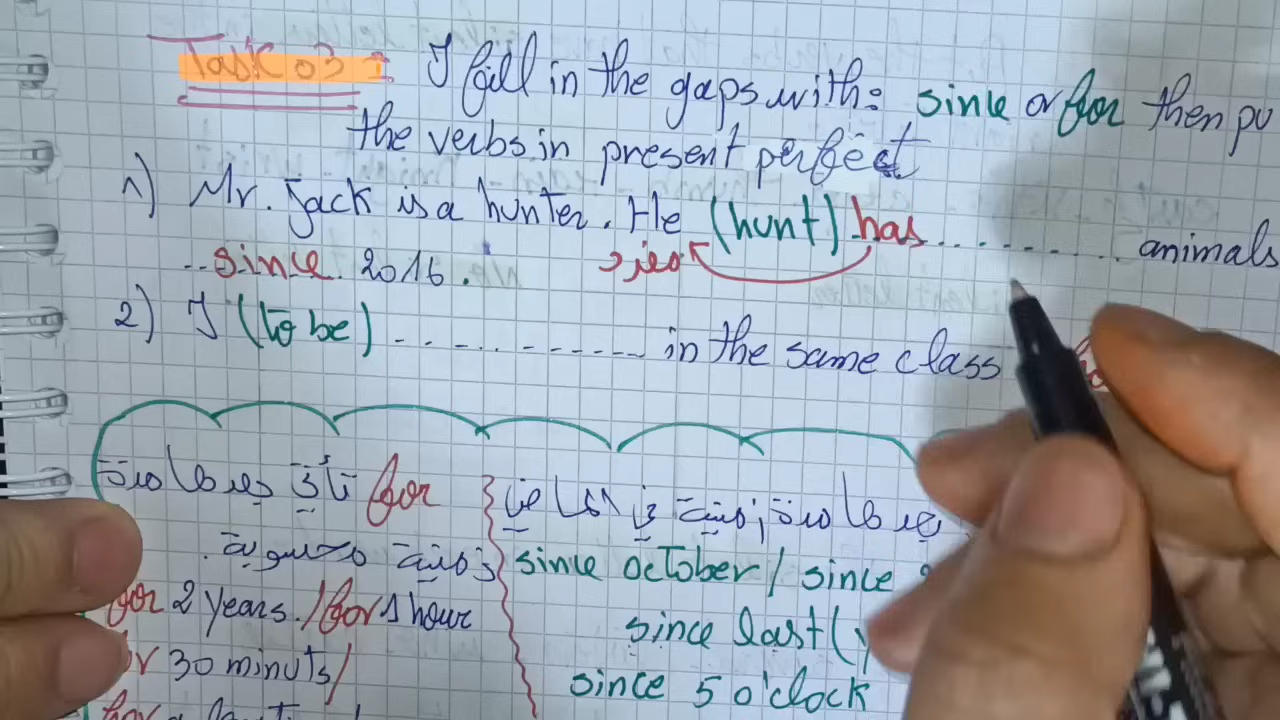 Task 03 : I fill in the gaps with: since or for then pu
the verbs in present perfect
1) Mr. Jack is a hunter. He (hunt) has ............ animals
..since. 2016. مفرد
2) I (to be) ............... in the same class
for تأتي بعدها مدة
زمنية محسوبة.
for 2 years. / for 1 hour
30 minuts /
بعدها مدة زمنية في الماضي
since october / since
since last (y
since 5 o'clock